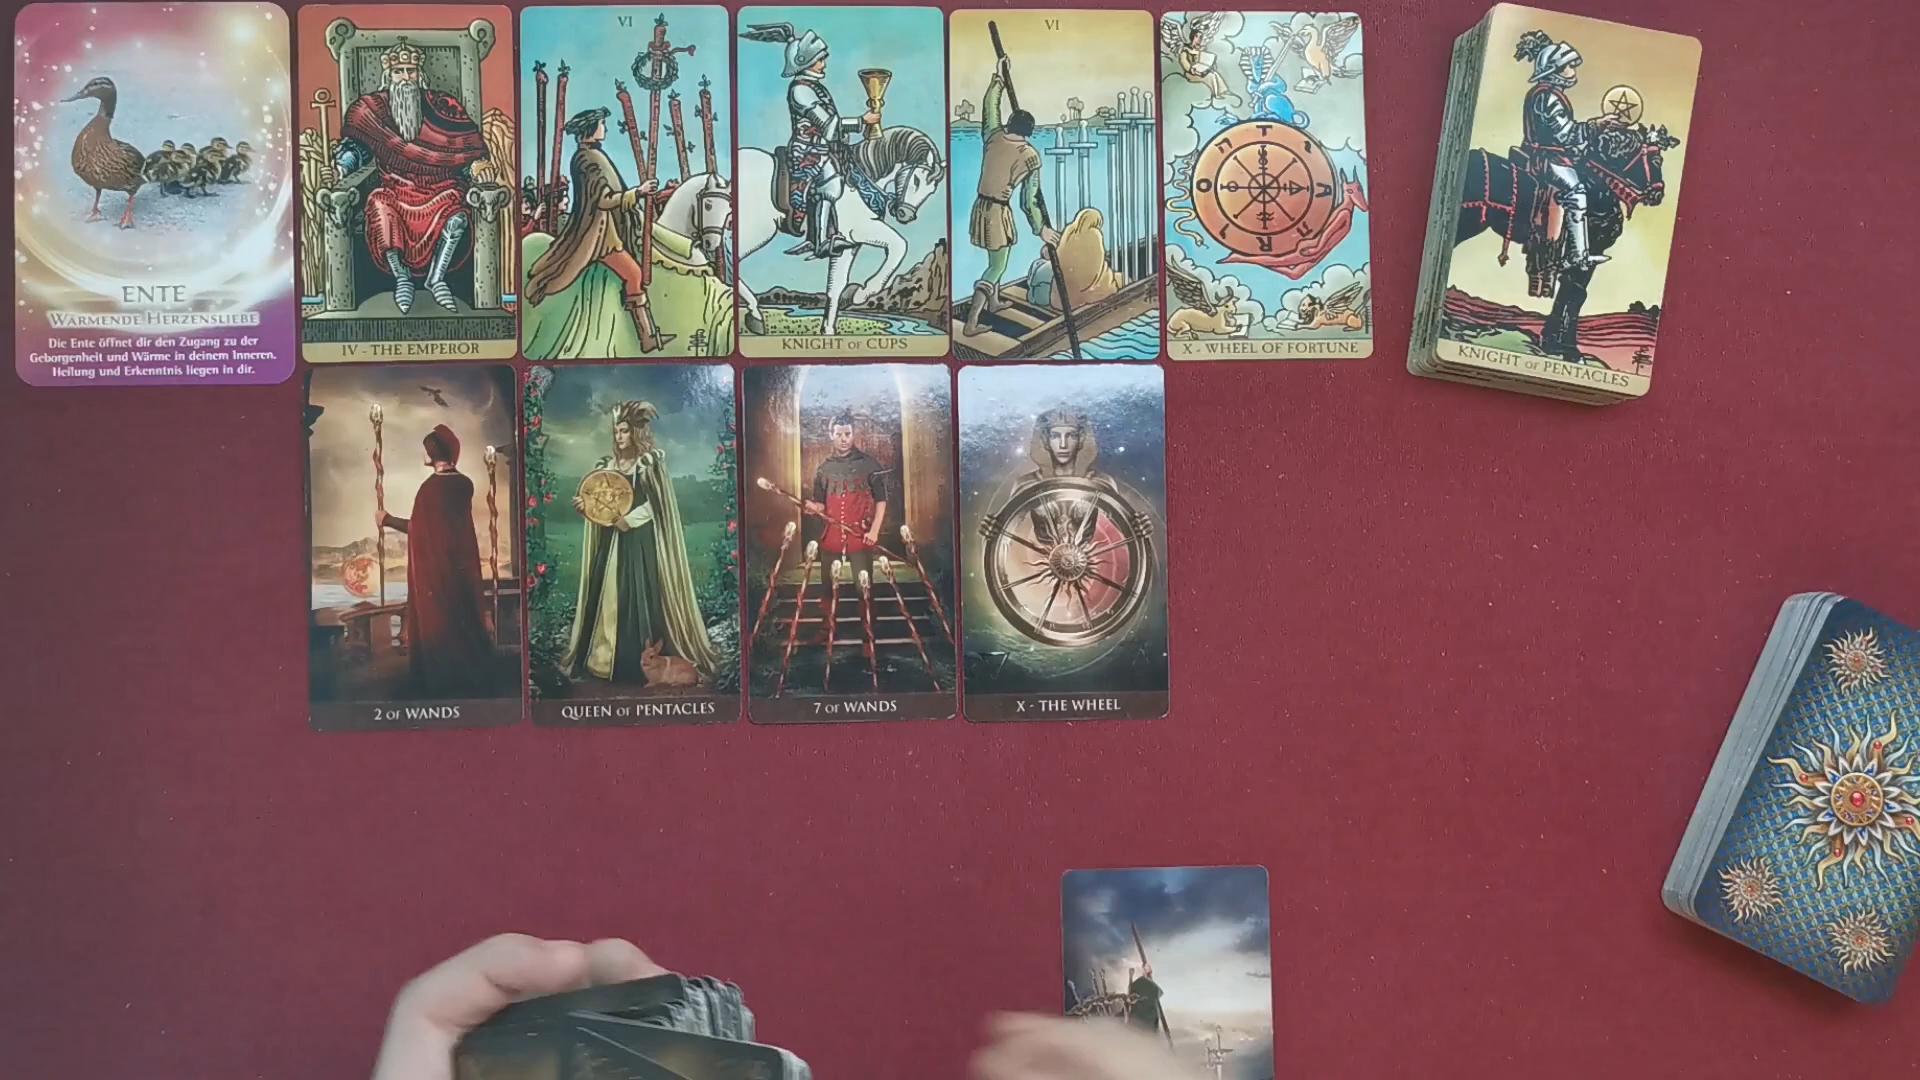 ENTE
WÄRMENDE HERZENSLIEBE
Die Ente öffnet dir den Zugang zu der
Geborgenheit und Wärme in deinem Inneren.
Heilung und Erkenntnis liegen in dir.
IV - THE EMPEROR
VI
KNIGHT OF CUPS
VI
X - WHEEL OF FORTUNE
KNIGHT OF PENTACLES
2 OF WANDS
QUEEN OF PENTACLES
7 OF WANDS
X - THE WHEEL